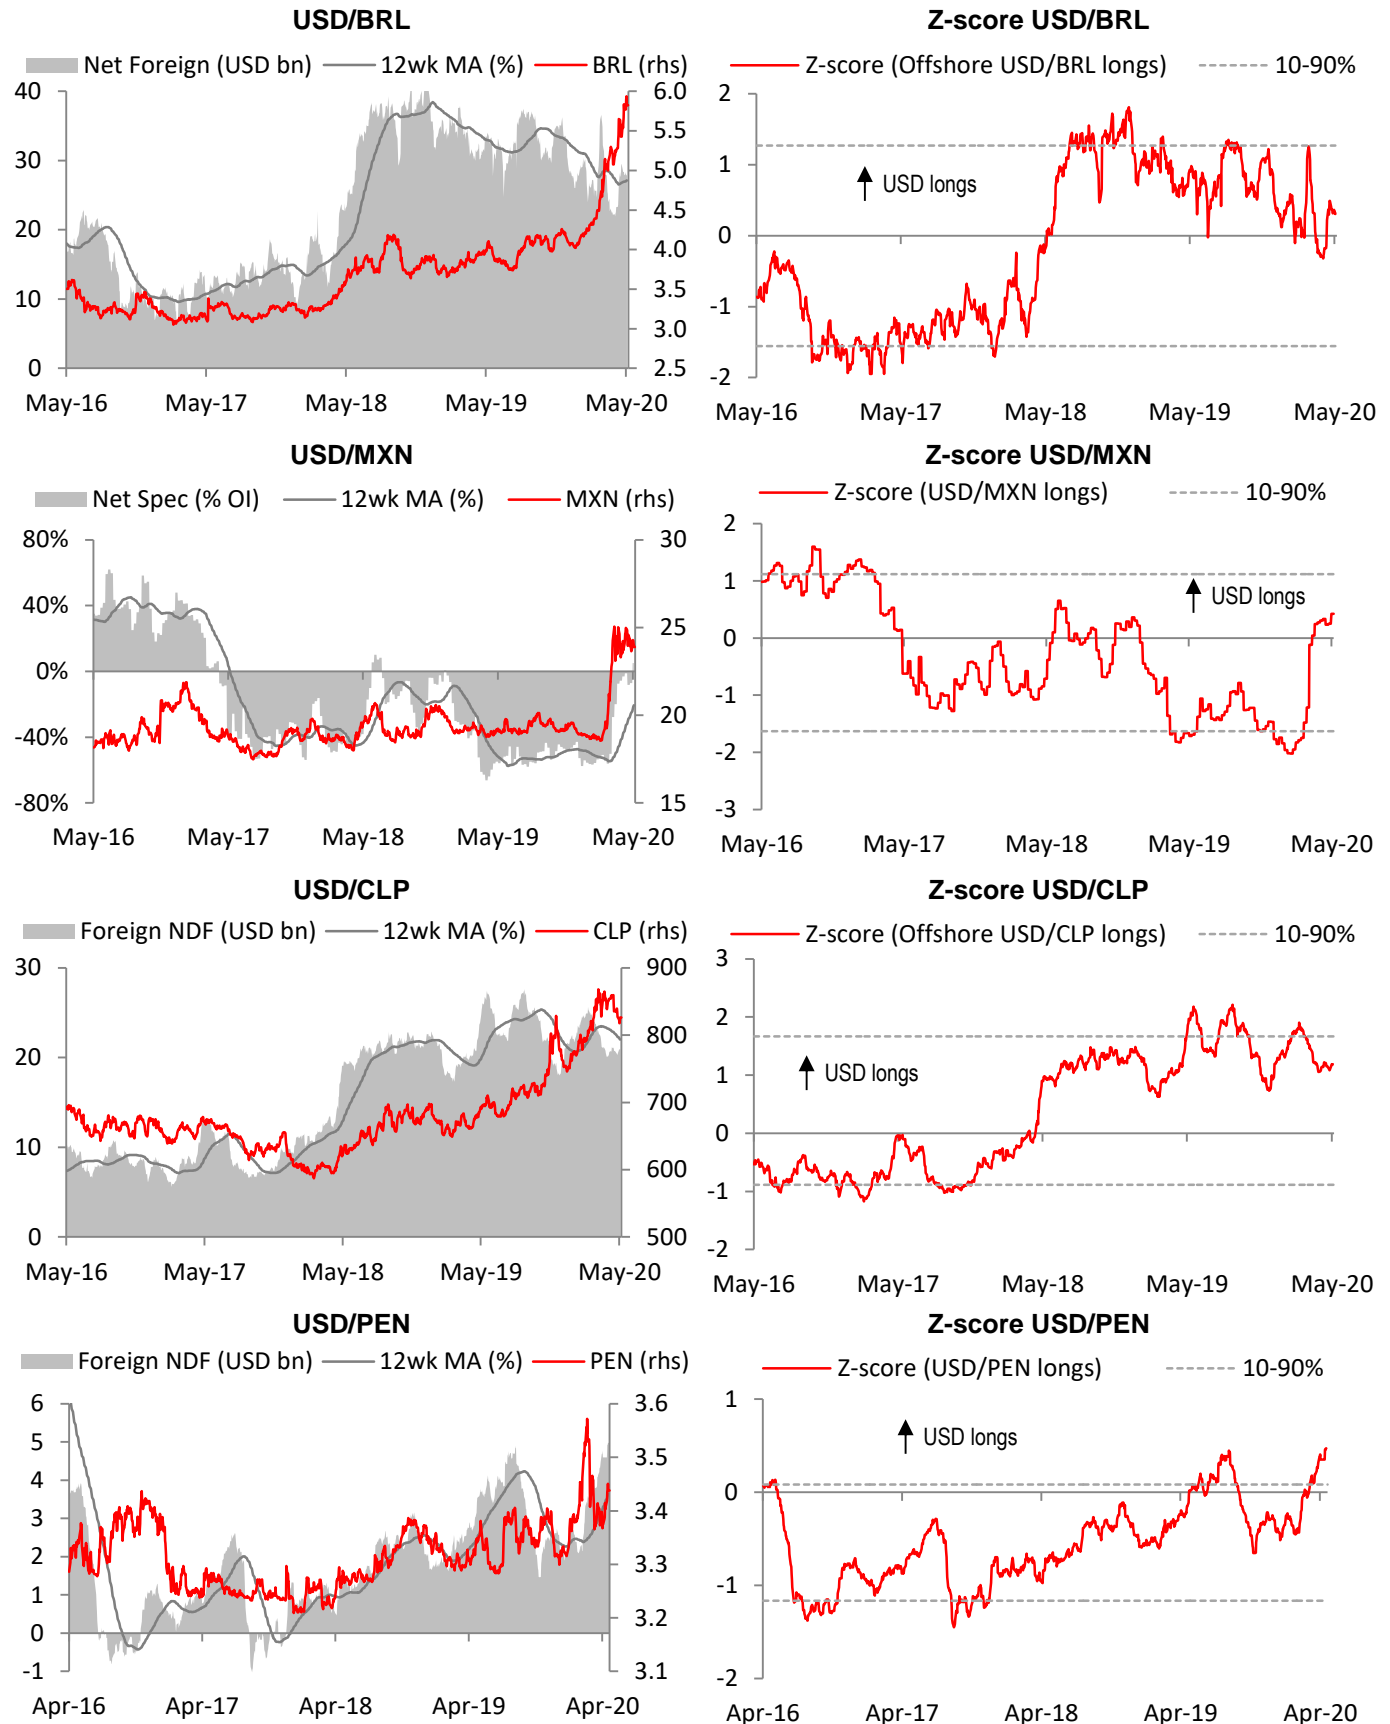 USD/BRL
Net Foreign (USD bn) 12wk MA (%) BRL (rhs)
40 6.0
5.5
30 5.0
4.5
20 4.0
3.5
10 3.0
0 2.5
May-16 May-17 May-18 May-19 May-20
Z-score USD/BRL
Z-score (Offshore USD/BRL longs) 10-90%
2
1
USD longs
0
-1
-2
May-16 May-17 May-18 May-19 May-20
USD/MXN
Net Spec (% OI) 12wk MA (%) MXN (rhs)
80% 30
40% 25
0%
-40% 20
-80% 15
May-16 May-17 May-18 May-19 May-20
Z-score USD/MXN
Z-score (USD/MXN longs) 10-90%
2
1
USD longs
0
-1
-2
-3
May-16 May-17 May-18 May-19 May-20
USD/CLP
Foreign NDF (USD bn) 12wk MA (%) CLP (rhs)
30 900
800
20
700
10
600
0 500
May-16 May-17 May-18 May-19 May-20
Z-score USD/CLP
Z-score (Offshore USD/CLP longs) 10-90%
3
2
1
USD longs
0
-1
-2
May-16 May-17 May-18 May-19 May-20
USD/PEN
Foreign NDF (USD bn) 12wk MA (%) PEN (rhs)
6 3.6
5 3.5
4
3 3.4
2 3.3
1
0 3.2
-1 3.1
Apr-16 Apr-17 Apr-18 Apr-19 Apr-20
Z-score USD/PEN
Z-score (USD/PEN longs) 10-90%
1
USD longs
0
-1
-2
Apr-16 Apr-17 Apr-18 Apr-19 Apr-20